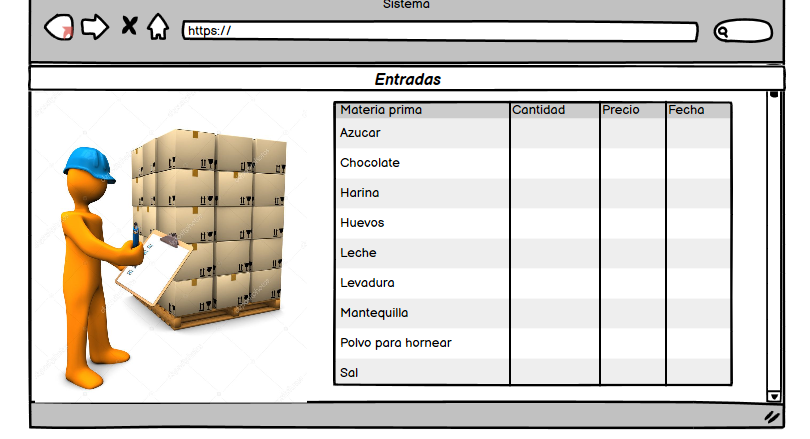 Sistema
https://
Entradas
Materia prima Cantidad Precio Fecha
Azucar
Chocolate
Harina
Huevos
Leche
Levadura
Mantequilla
Polvo para hornear
Sal